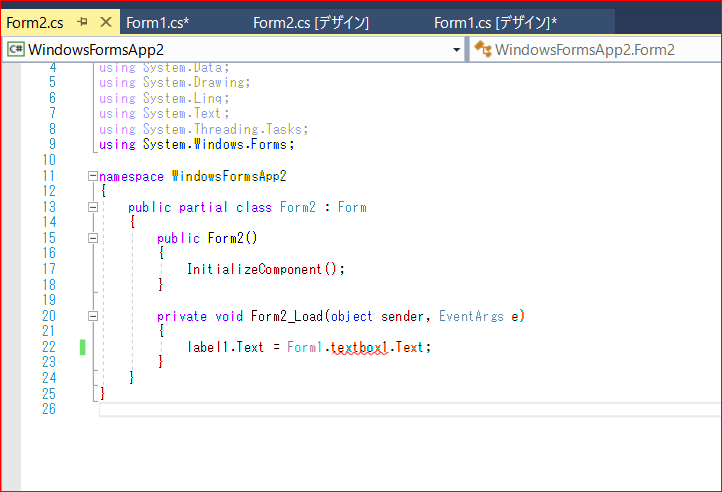 Form2.cs Form1.cs* Form2.cs [デザイン] Form1.cs [デザイン]*
C# WindowsFormsApp2 WindowsFormsApp2.Form2
4 using System.Data;
5 using System.Drawing;
6 using System.Linq;
7 using System.Text;
8 using System.Threading.Tasks;
9 using System.Windows.Forms;
10
11 namespace WindowsFormsApp2
12 {
13 public partial class Form2 : Form
14 {
15 public Form2()
16 {
17 InitializeComponent();
18 }
19
20 private void Form2_Load(object sender, EventArgs e)
21 {
22 label1.Text = Form1.textbox1.Text;
23 }
24 }
25 }
26